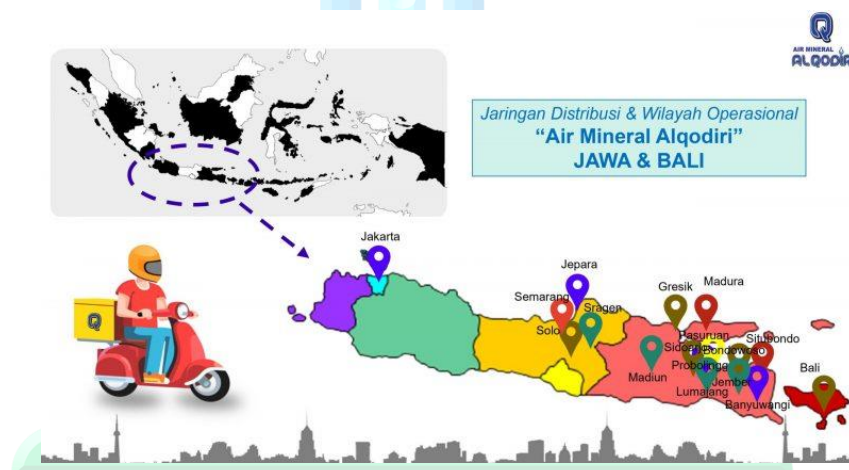 Q
AIR MINERAL
ALQODIRI
Jaringan Distribusi & Wilayah Operasional
“Air Mineral Alqodiri”
JAWA & BALI
Jakarta
Jepara
Semarang
Sragen
Solo
Gresik
Madura
Pasuruan
Situbondo
Sidoarjo
Bondowoso
Probolinggo
Madiun
Jember
Lumajang
Banyuwangi
Bali
Q